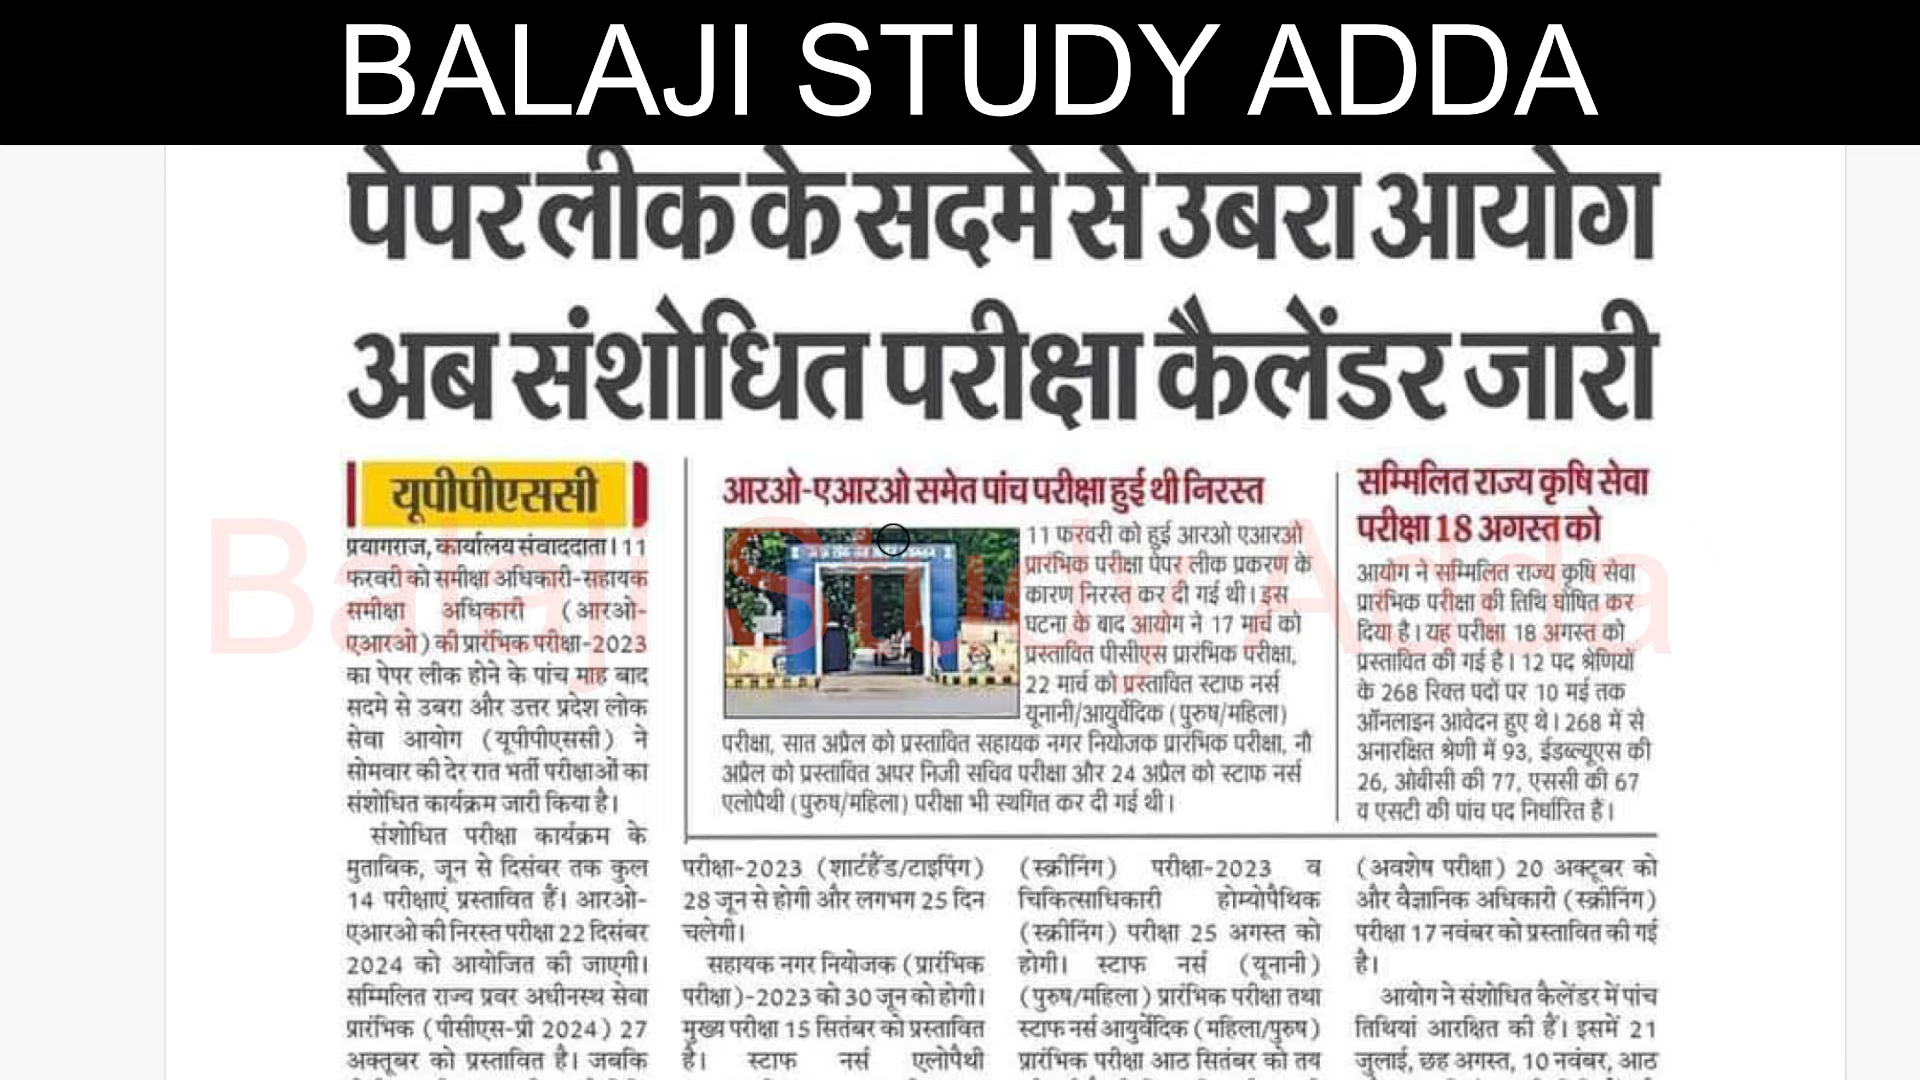 BALAJI STUDY ADDA
पेपर लीक के सदमे से उबरा आयोग
अब संशोधित परीक्षा कैलेंडर जारी
यूपीपीएससी
प्रयागराज, कार्यालय संवाददाता। 11
फरवरी को समीक्षा अधिकारी-सहायक
समीक्षा अधिकारी (आरओ-
एआरओ) की प्रारंभिक परीक्षा-2023
का पेपर लीक होने के पांच माह बाद
सदमे से उबरा और उत्तर प्रदेश लोक
सेवा आयोग (यूपीपीएससी) ने
सोमवार की देर रात भर्ती परीक्षाओं का
संशोधित कार्यक्रम जारी किया है।
संशोधित परीक्षा कार्यक्रम के
मुताबिक, जून से दिसंबर तक कुल
14 परीक्षाएं प्रस्तावित हैं। आरओ-
एआरओ की निरस्त परीक्षा 22 दिसंबर
2024 को आयोजित की जाएगी।
सम्मिलित राज्य प्रवर अधीनस्थ सेवा
प्रारंभिक (पीसीएस-प्री 2024) 27
अक्तूबर को प्रस्तावित है। जबकि
आरओ-एआरओ समेत पांच परीक्षा हुई थी निरस्त
11 फरवरी को हुई आरओ एआरओ
प्रारंभिक परीक्षा पेपर लीक प्रकरण के
कारण निरस्त कर दी गई थी। इस
घटना के बाद आयोग ने 17 मार्च को
प्रस्तावित पीसीएस प्रारंभिक परीक्षा,
22 मार्च को प्रस्तावित स्टाफ नर्स
यूनानी/आयुर्वेदिक (पुरुष/महिला)
परीक्षा, सात अप्रैल को प्रस्तावित सहायक नगर नियोजक प्रारंभिक परीक्षा, नौ
अप्रैल को प्रस्तावित अपर निजी सचिव परीक्षा और 24 अप्रैल को स्टाफ नर्स
एलोपैथी (पुरुष/महिला) परीक्षा भी स्थगित कर दी गई थी।
सम्मिलित राज्य कृषि सेवा
परीक्षा 18 अगस्त को
आयोग ने सम्मिलित राज्य कृषि सेवा
प्रारंभिक परीक्षा की तिथि घोषित कर
दिया है। यह परीक्षा 18 अगस्त को
प्रस्तावित की गई है। 12 पद श्रेणियों
के 268 रिक्त पदों पर 10 मई तक
ऑनलाइन आवेदन हुए थे। 268 में से
अनारक्षित श्रेणी में 93, ईडब्ल्यूएस की
26, ओबीसी की 77, एससी की 67
व एसटी की पांच पद निर्धारित हैं।
परीक्षा-2023 (शार्टहैंड/टाइपिंग)
28 जून से होगी और लगभग 25 दिन
चलेगी।
सहायक नगर नियोजक (प्रारंभिक
परीक्षा)-2023 को 30 जून को होगी।
मुख्य परीक्षा 15 सितंबर को प्रस्तावित
है। स्टाफ नर्स एलोपैथी
(स्क्रीनिंग) परीक्षा-2023 व
चिकित्साधिकारी होम्योपैथिक
(स्क्रीनिंग) परीक्षा 25 अगस्त को
होगी। स्टाफ नर्स (यूनानी)
(पुरुष/महिला) प्रारंभिक परीक्षा तथा
स्टाफ नर्स आयुर्वेदिक (महिला/पुरुष)
प्रारंभिक परीक्षा आठ सितंबर को तय
(अवशेष परीक्षा) 20 अक्टूबर को
और वैज्ञानिक अधिकारी (स्क्रीनिंग)
परीक्षा 17 नवंबर को प्रस्तावित की गई
है।
आयोग ने संशोधित कैलेंडर में पांच
तिथियां आरक्षित की हैं। इसमें 21
जुलाई, छह अगस्त, 10 नवंबर, आठ
Balaji Study Adda